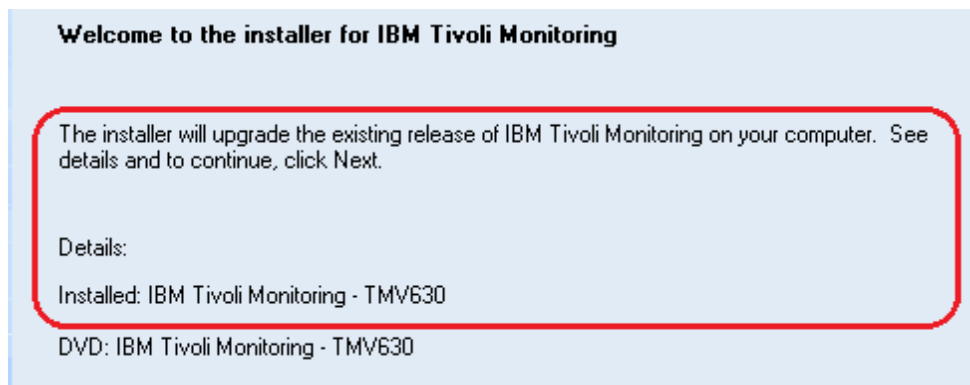 Welcome to the installer for IBM Tivoli Monitoring
The installer will upgrade the existing release of IBM Tivoli Monitoring on your computer.  See
details and to continue, click Next.
Details:
Installed: IBM Tivoli Monitoring - TMV630
DVD: IBM Tivoli Monitoring - TMV630